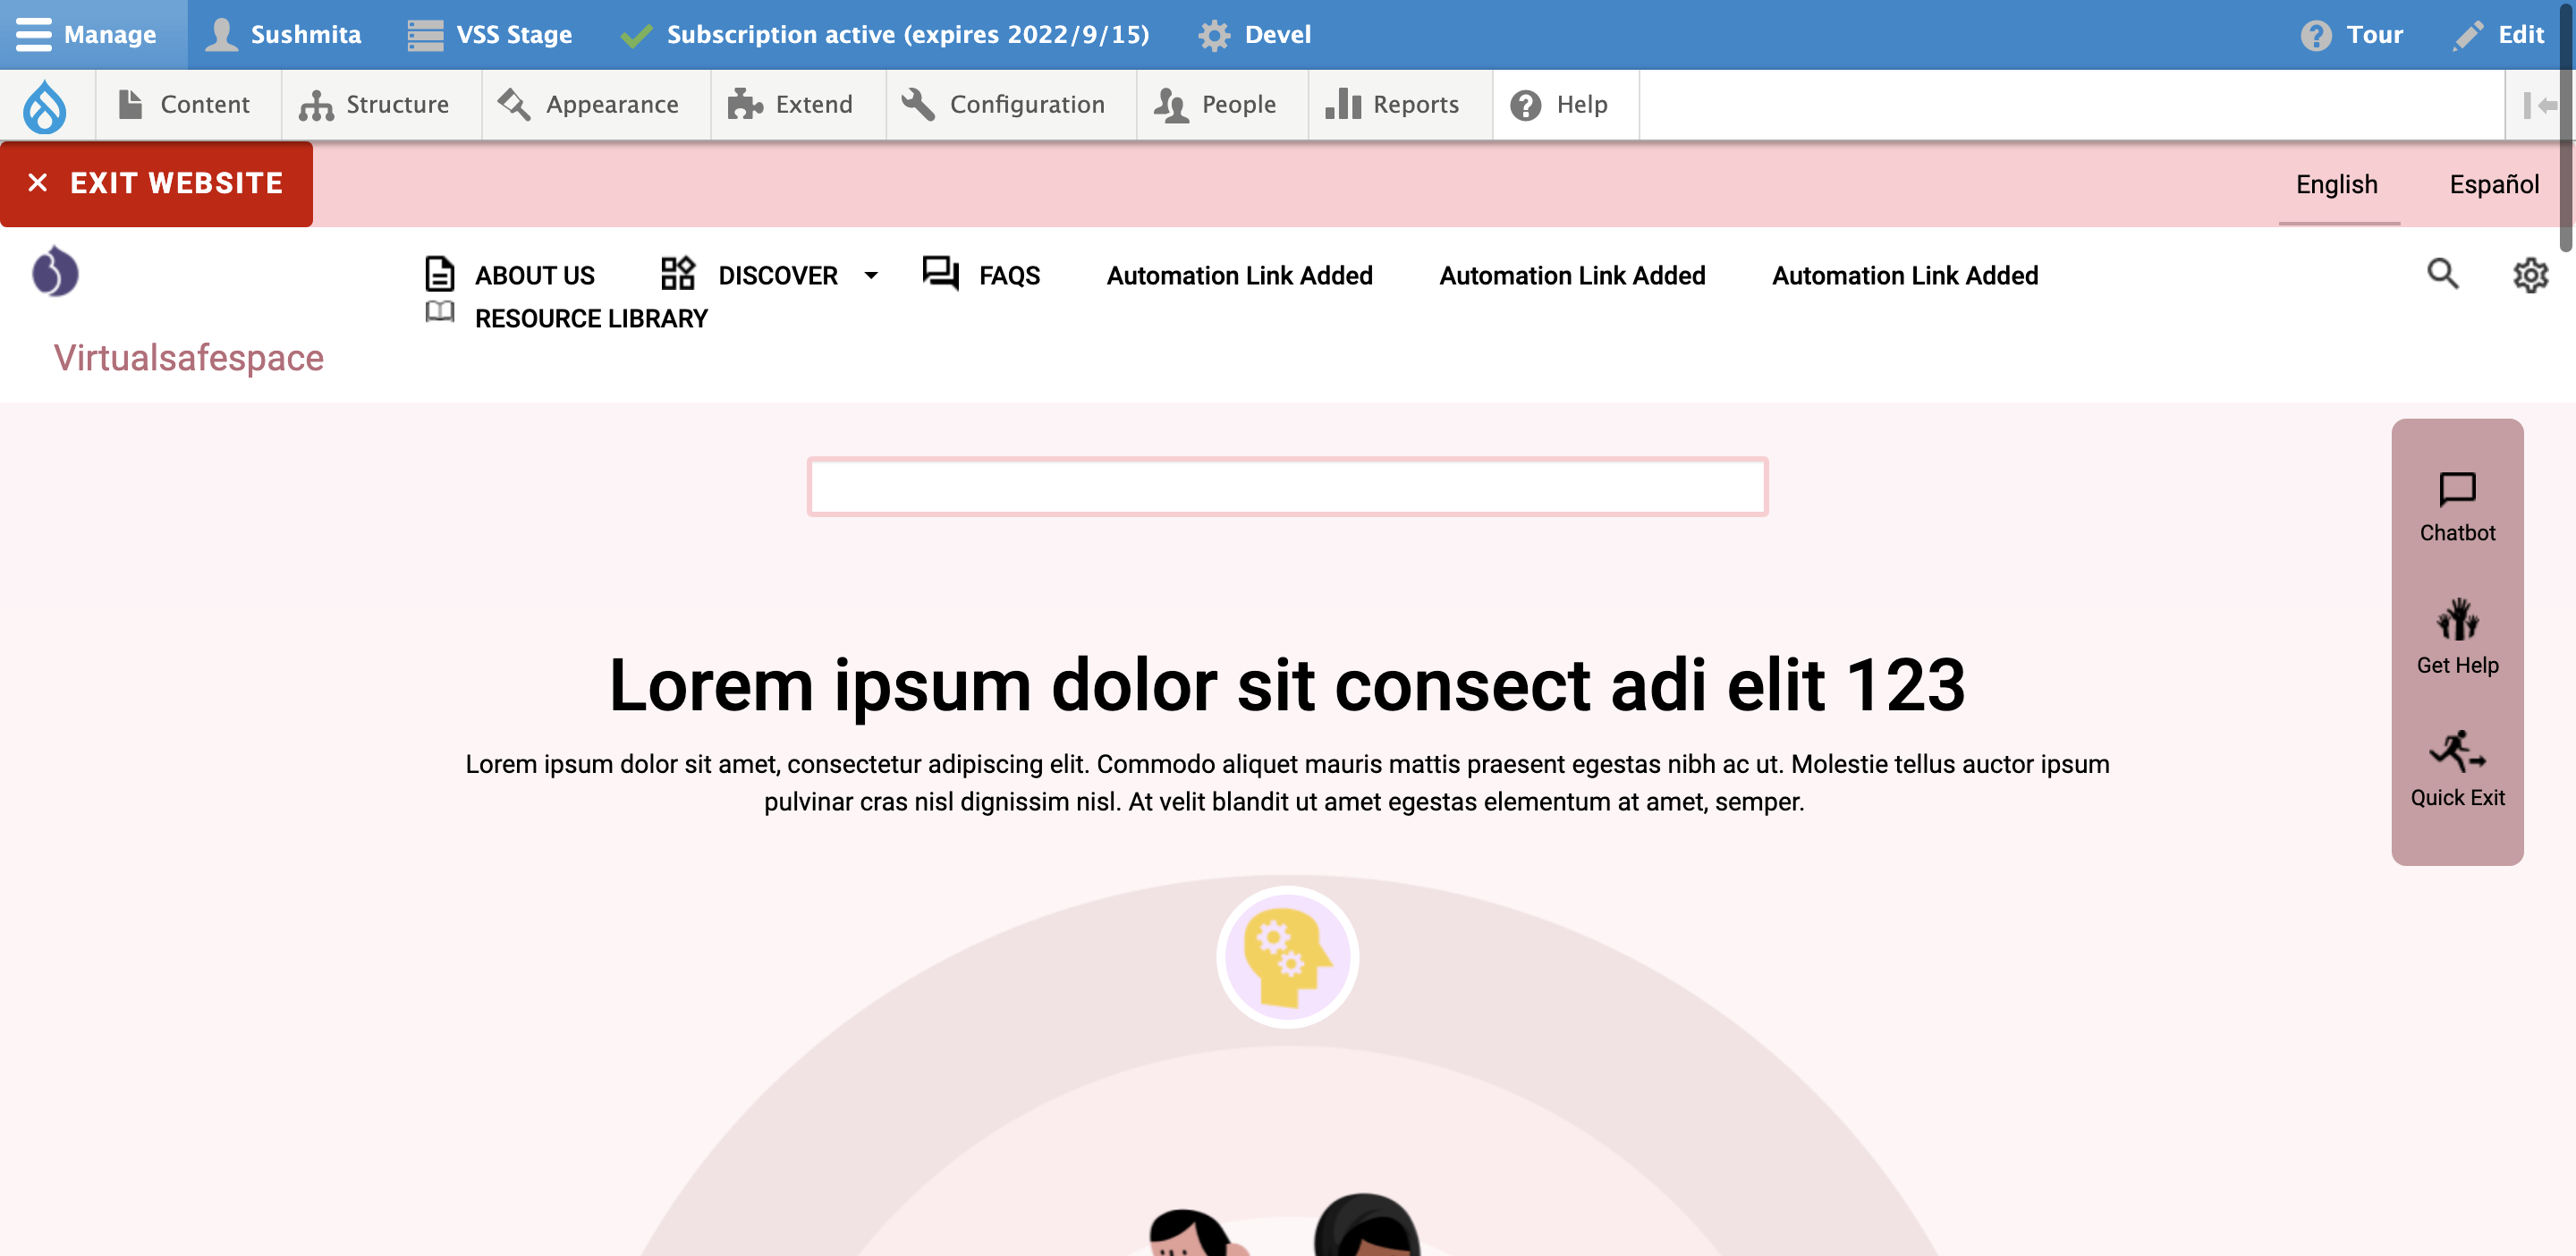 Manage Sushmita VSS Stage Subscription active (expires 2022/9/15) Devel Tour Edit
Content Structure Appearance Extend Configuration People Reports Help
EXIT WEBSITE English Español
ABOUT US DISCOVER FAQS Automation Link Added Automation Link Added Automation Link Added
RESOURCE LIBRARY
Virtualsafespace
Chatbot
Get Help
Quick Exit
Lorem ipsum dolor sit consect adi elit 123
Lorem ipsum dolor sit amet, consectetur adipiscing elit. Commodo aliquet mauris mattis praesent egestas nibh ac ut. Molestie tellus auctor ipsum
pulvinar cras nisl dignissim nisl. At velit blandit ut amet egestas elementum at amet, semper.